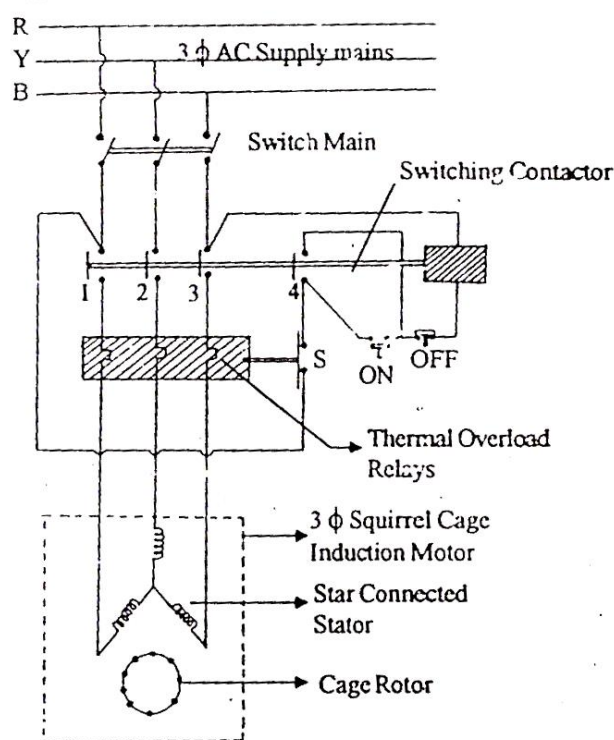 R
Y
3 ϕ AC Supply mains
B
Switch Main
Switching Contactor
1
2
3
4
S
ON
OFF
Thermal Overload
Relays
3 ϕ Squirrel Cage
Induction Motor
Star Connected
Stator
Cage Rotor